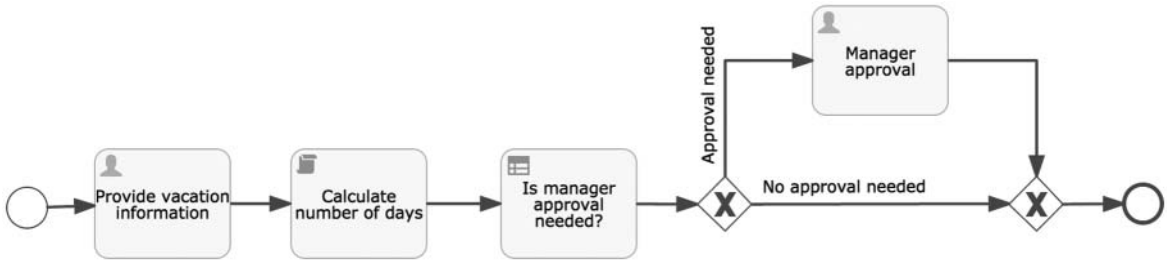 Provide vacation
information
Calculate
number of days
Is manager
approval
needed?
Approval needed
Manager
approval
No approval needed